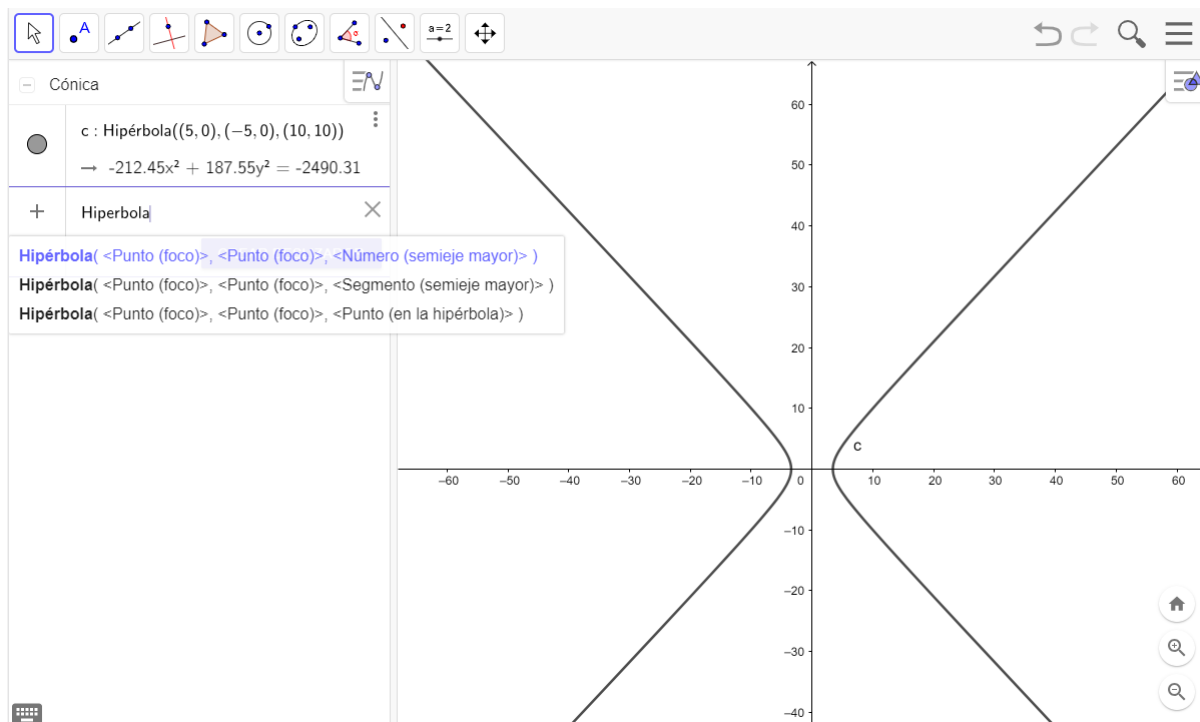 A
a=2
Cónica
c : Hipérbola((5, 0), (−5, 0), (10, 10))
→ -212.45x² + 187.55y² = -2490.31
+ Hiperbola
Hipérbola( <Punto (foco)>, <Punto (foco)>, <Número (semieje mayor)> )
Hipérbola( <Punto (foco)>, <Punto (foco)>, <Segmento (semieje mayor)> )
Hipérbola( <Punto (foco)>, <Punto (foco)>, <Punto (en la hipérbola)> )
60
50
40
30
20
10
c
–60 –50 –40 –30 –20 –10 0 10 20 30 40 50 60
–10
–20
–30
–40